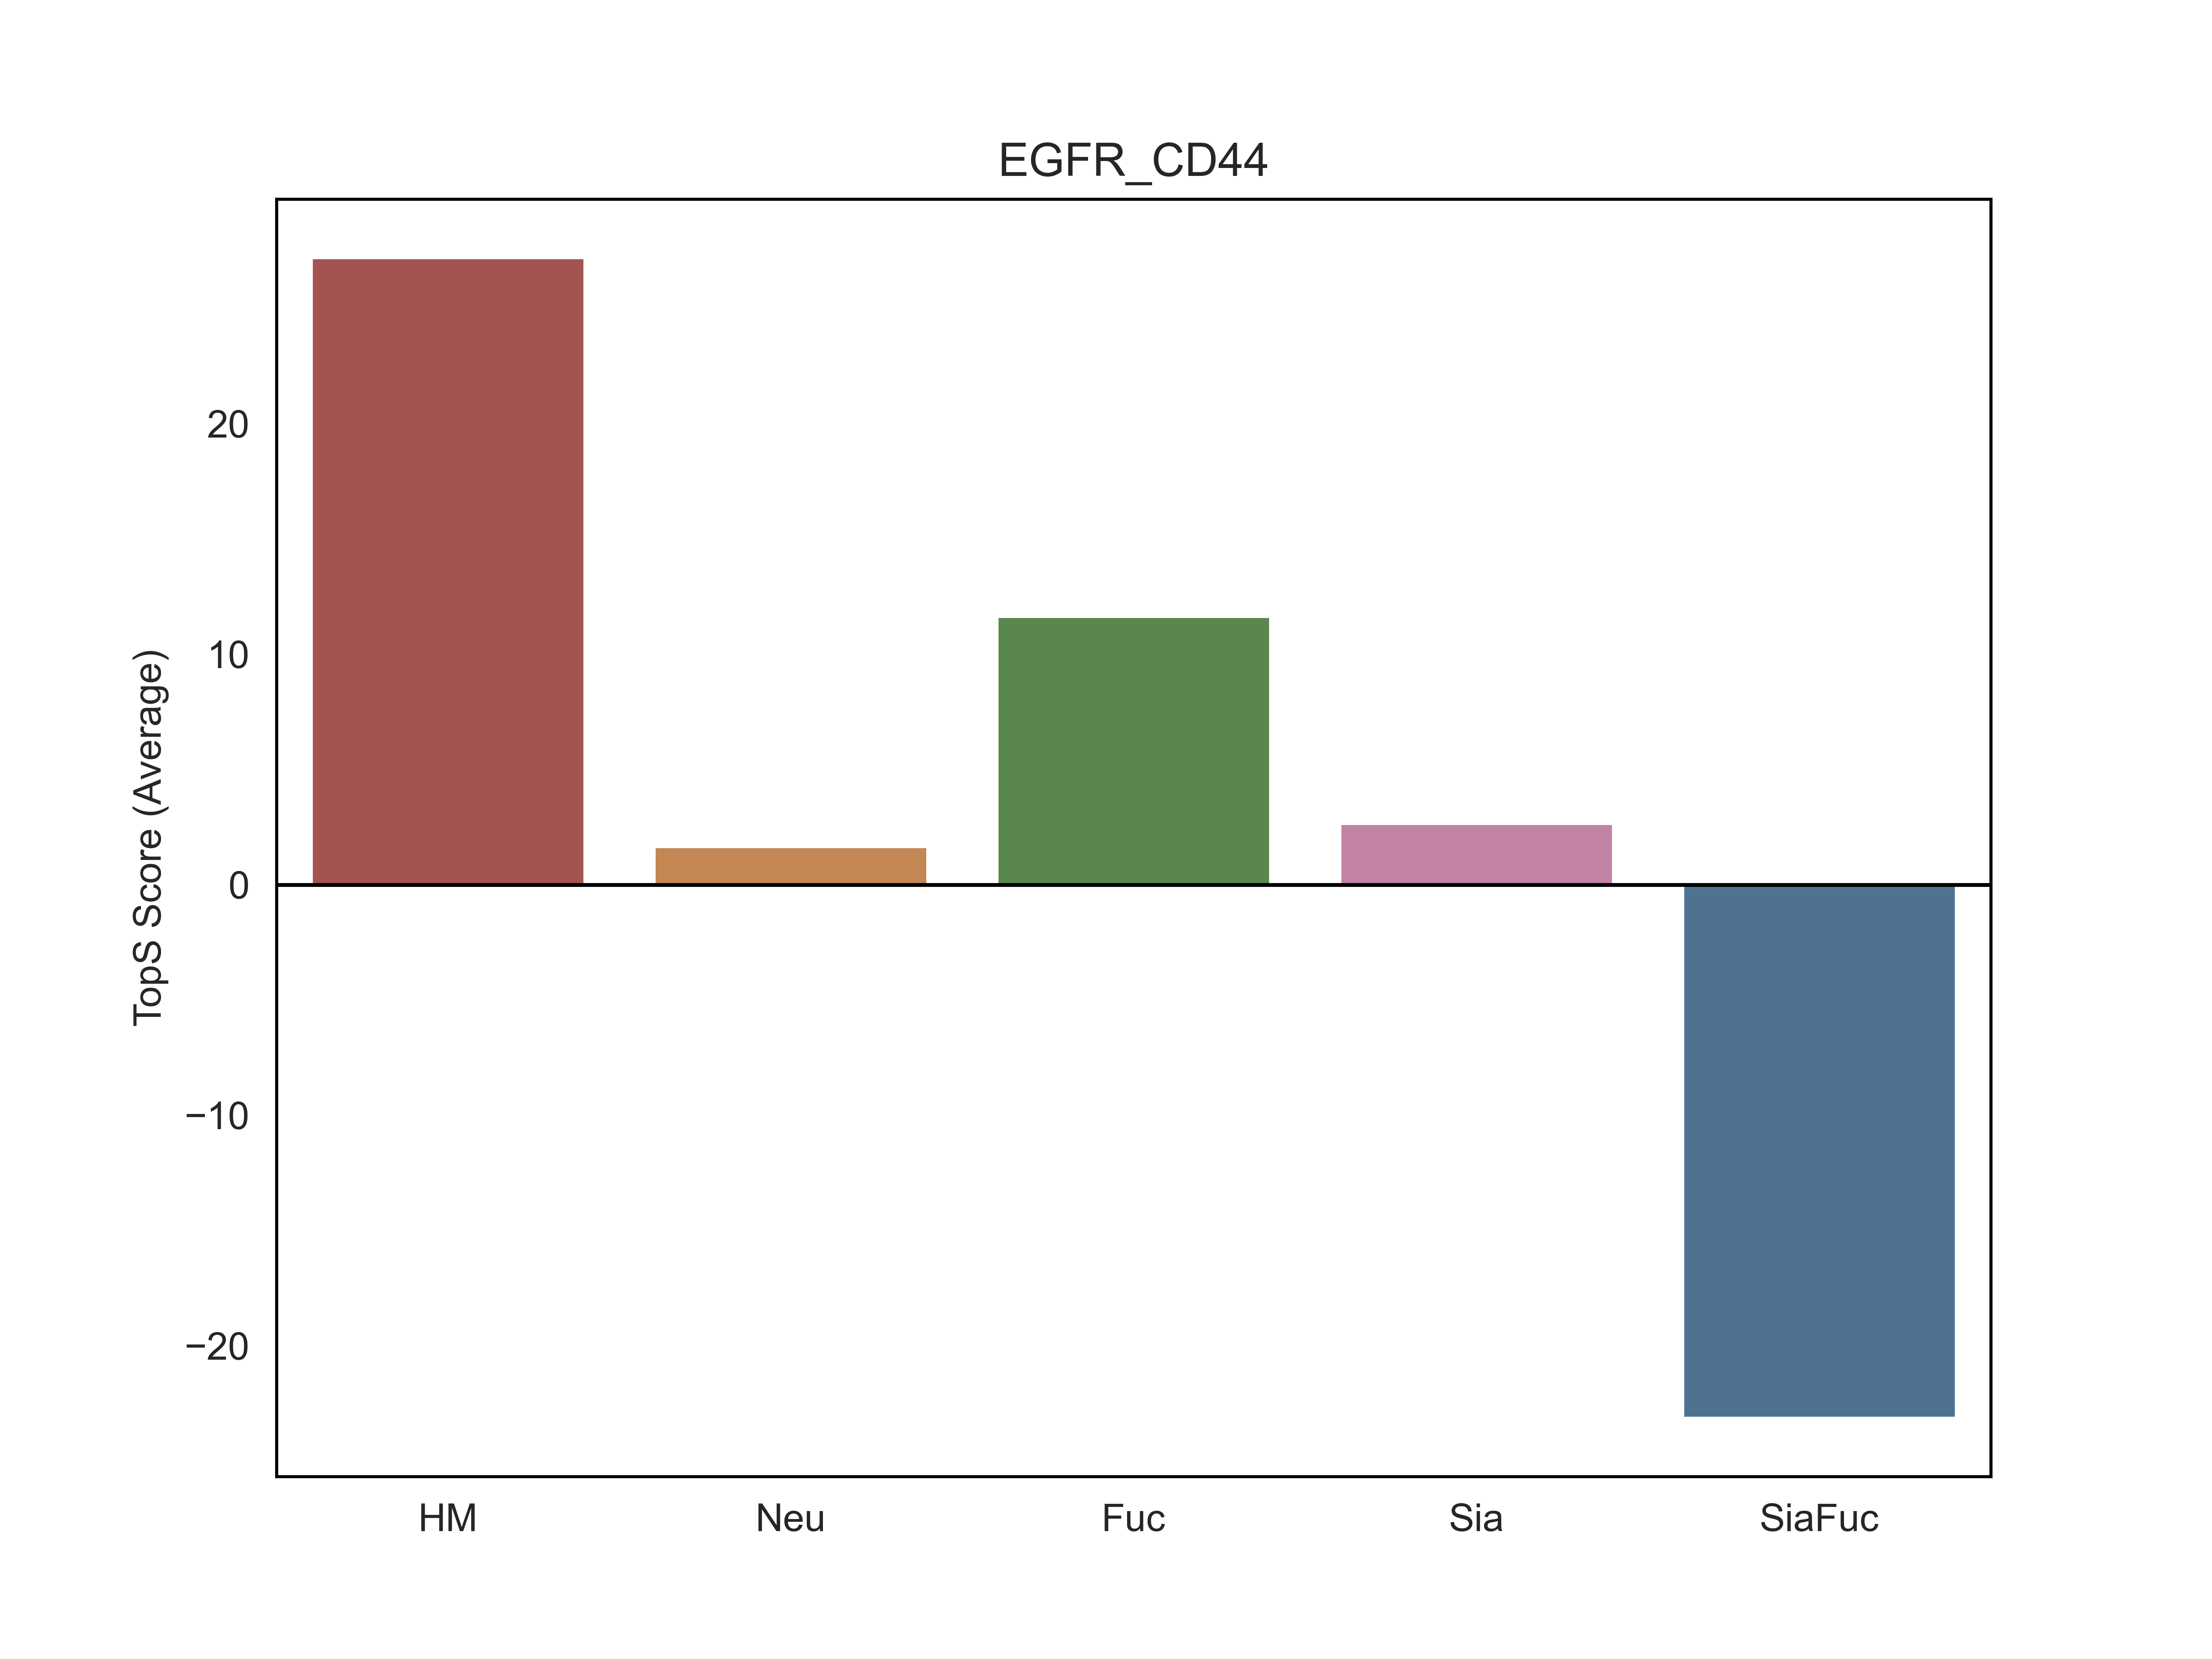 EGFR_CD44
TopS Score (Average)
20
10
0
−10
−20
HM
Neu
Fuc
Sia
SiaFuc